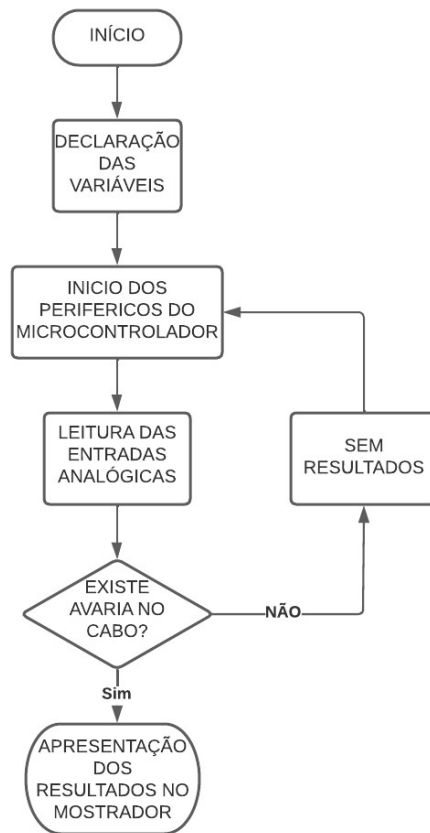 INÍCIO
DECLARAÇÃO
DAS
VARIÁVEIS
INICIO DOS
PERIFERICOS DO
MICROCONTROLADOR
LEITURA DAS
ENTRADAS
ANALÓGICAS
SEM
RESULTADOS
EXISTE
AVARIA NO
CABO?
NÃO
Sim
APRESENTAÇÃO
DOS
RESULTADOS NO
MOSTRADOR